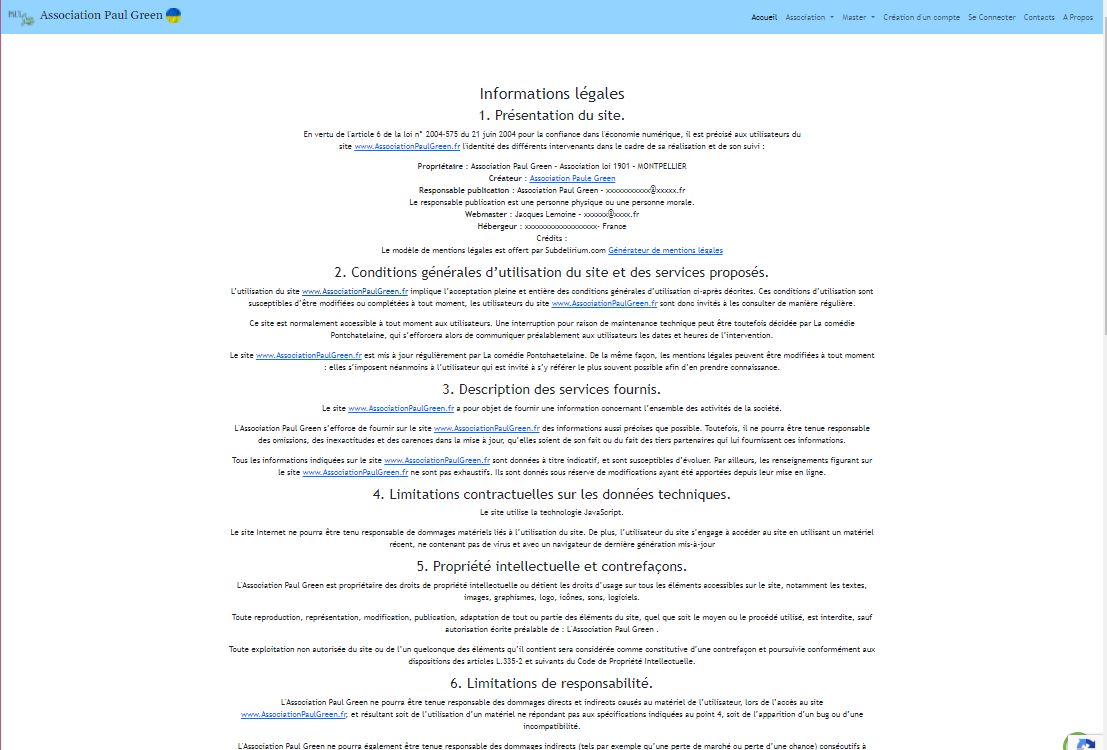 Association Paul Green
Accueil Association Master Création d'un compte Se Connecter Contacts A Propos
Informations légales
1. Présentation du site.
En vertu de l'article 6 de la loi n° 2004-575 du 21 juin 2004 pour la confiance dans l'économie numérique, il est précisé aux utilisateurs du
site www.AssociationPaulGreen.fr l'identité des différents intervenants dans le cadre de sa réalisation et de son suivi :
Propriétaire : Association Paul Green - Association loi 1901 - MONTPELLIER
Créateur : Association Paule Green
Responsable publication : Association Paul Green - xxxxxxxxxxx@xxxxx.fr
Le responsable publication est une personne physique ou une personne morale.
Webmaster : Jacques Lemoine - xxxxxx@xxxx.fr
Hébergeur : xxxxxxxxxxxxxxxxxx- France
Crédits :
Le modèle de mentions légales est offert par Subdelirium.com Générateur de mentions légales
2. Conditions générales d'utilisation du site et des services proposés.
L'utilisation du site www.AssociationPaulGreen.fr implique l'acceptation pleine et entière des conditions générales d'utilisation ci-après décrites. Ces conditions d'utilisation sont
susceptibles d'être modifiées ou complétées à tout moment, les utilisateurs du site www.AssociationPaulGreen.fr sont donc invités à les consulter de manière régulière.
Ce site est normalement accessible à tout moment aux utilisateurs. Une interruption pour raison de maintenance technique peut être toutefois décidée par La comédie
Pontchatelaine, qui s'efforcera alors de communiquer préalablement aux utilisateurs les dates et heures de l'intervention.
Le site www.AssociationPaulGreen.fr est mis à jour régulièrement par La comédie Pontchaetelaine. De la même façon, les mentions légales peuvent être modifiées à tout moment
: elles s'imposent néanmoins à l'utilisateur qui est invité à s'y référer le plus souvent possible afin d'en prendre connaissance.
3. Description des services fournis.
Le site www.AssociationPaulGreen.fr a pour objet de fournir une information concernant l'ensemble des activités de la société.
L'Association Paul Green s'efforce de fournir sur le site www.AssociationPaulGreen.fr des informations aussi précises que possible. Toutefois, il ne pourra être tenue responsable
des omissions, des inexactitudes et des carences dans la mise à jour, qu'elles soient de son fait ou du fait des tiers partenaires qui lui fournissent ces informations.
Tous les informations indiquées sur le site www.AssociationPaulGreen.fr sont données à titre indicatif, et sont susceptibles d'évoluer. Par ailleurs, les renseignements figurant sur
le site www.AssociationPaulGreen.fr ne sont pas exhaustifs. Ils sont donnés sous réserve de modifications ayant été apportées depuis leur mise en ligne.
4. Limitations contractuelles sur les données techniques.
Le site utilise la technologie JavaScript.
Le site Internet ne pourra être tenu responsable de dommages matériels liés à l'utilisation du site. De plus, l'utilisateur du site s'engage à accéder au site en utilisant un matériel
récent, ne contenant pas de virus et avec un navigateur de dernière génération mis-à-jour
5. Propriété intellectuelle et contrefaçons.
L'Association Paul Green est propriétaire des droits de propriété intellectuelle ou détient les droits d'usage sur tous les éléments accessibles sur le site, notamment les textes,
images, graphismes, logo, icônes, sons, logiciels.
Toute reproduction, représentation, modification, publication, adaptation de tout ou partie des éléments du site, quel que soit le moyen ou le procédé utilisé, est interdite, sauf
autorisation écrite préalable de : L'Association Paul Green .
Toute exploitation non autorisée du site ou de l'un quelconque des éléments qu'il contient sera considérée comme constitutive d'une contrefaçon et poursuivie conformément aux
dispositions des articles L.335-2 et suivants du Code de Propriété Intellectuelle.
6. Limitations de responsabilité.
L'Association Paul Green ne pourra être tenue responsable des dommages directs et indirects causés au matériel de l'utilisateur, lors de l'accès au site
www.AssociationPaulGreen.fr, et résultant soit de l'utilisation d'un matériel ne répondant pas aux spécifications indiquées au point 4, soit de l'apparition d'un bug ou d'une
incompatibilité.
L'Association Paul Green ne pourra également être tenue responsable des dommages indirects (tels par exemple qu'une perte de marché ou perte d'une chance) consécutifs à